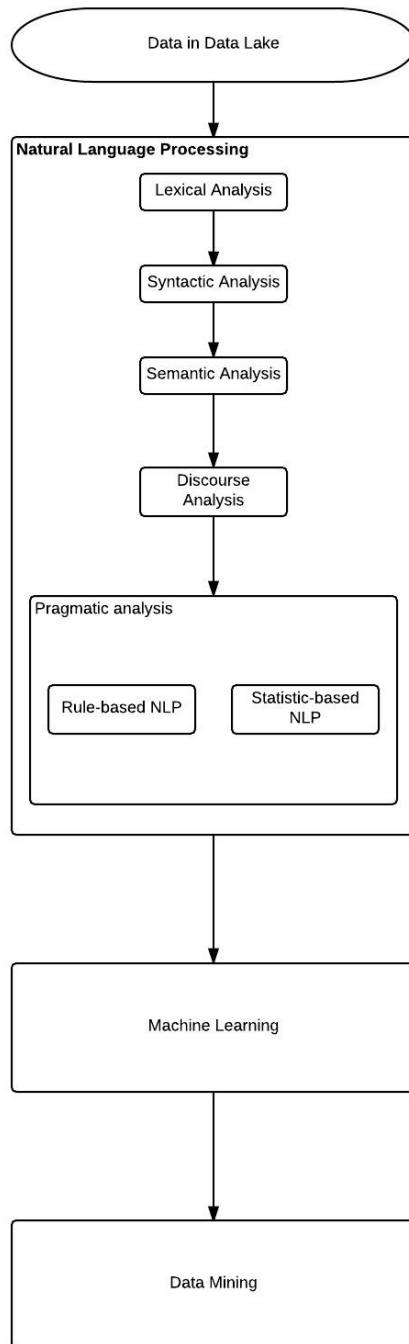 Data in Data Lake
Natural Language Processing
Lexical Analysis
Syntactic Analysis
Semantic Analysis
Discourse
Analysis
Pragmatic analysis
Rule-based NLP
Statistic-based
NLP
Machine Learning
Data Mining